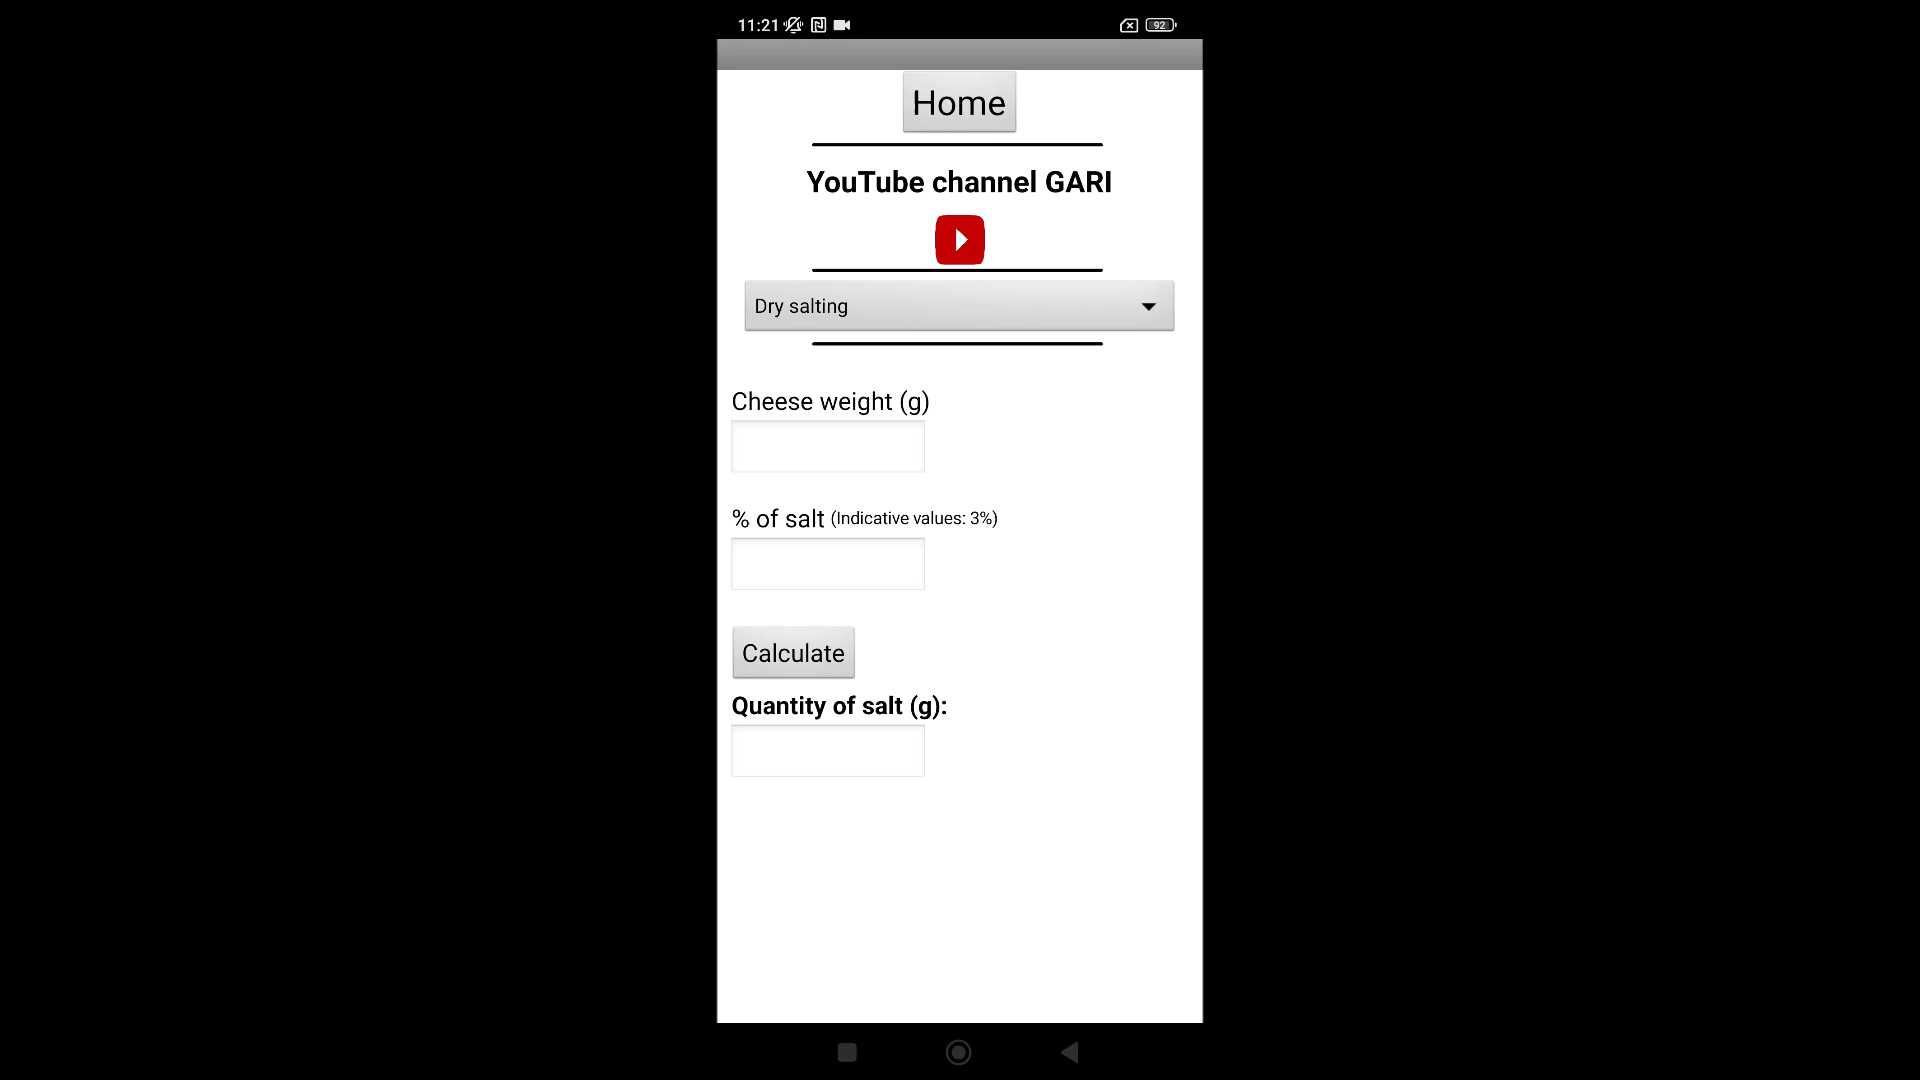 11:21 92
Home
YouTube channel GARI
Dry salting
Cheese weight (g)
% of salt (Indicative values: 3%)
Calculate
Quantity of salt (g):